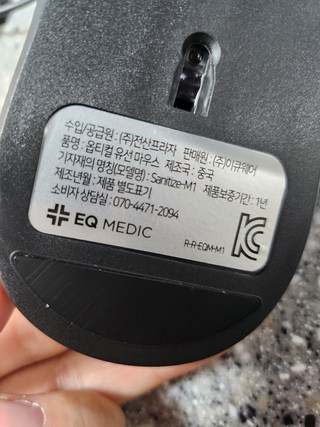 수입/공급원 : (주)전산프라자 판매원 : (주)이큐웨어
품명 : 옵티컬 유선 마우스 제조국 : 중국
기자재의 명칭(모델명) : Sanitize-M1 제품보증기간 : 1년
제조년월 : 제품 별도표기
소비자 상담실 : 070-4471-2094
EQ MEDIC
KC
R-R-EQM-M1